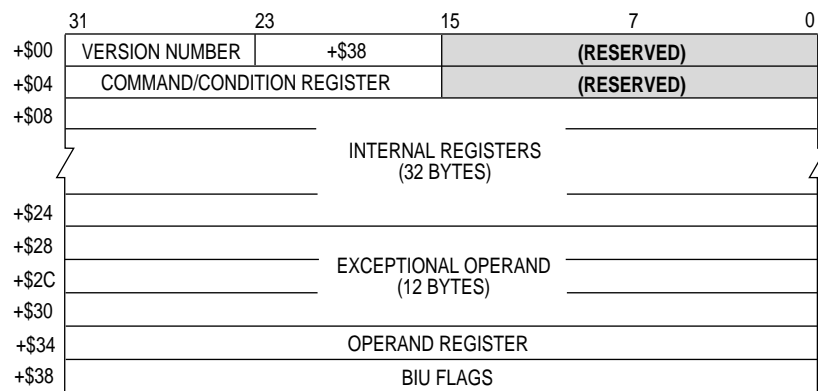 31 23 15 7 0
+$00 VERSION NUMBER +$38 (RESERVED)
+$04 COMMAND/CONDITION REGISTER (RESERVED)
+$08
INTERNAL REGISTERS
(32 BYTES)
+$24
+$28
EXCEPTIONAL OPERAND
+$2C
(12 BYTES)
+$30
+$34 OPERAND REGISTER
+$38 BIU FLAGS